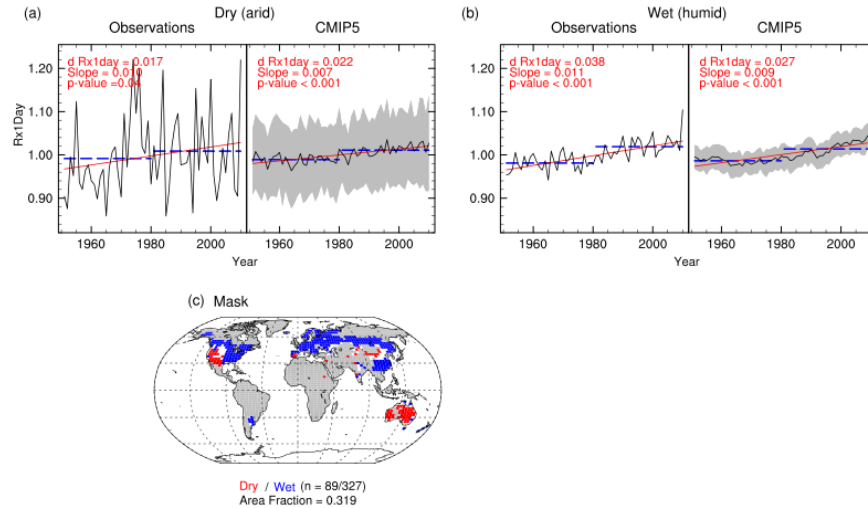 (a) Dry (arid)
Observations CMIP5
d Rx1day = 0.017
Slope = 0.010
p-value =0.04
d Rx1day = 0.022
Slope = 0.007
p-value < 0.001
1.20
1.10
1.00
0.90
Rx1Day
1960 1980 2000 1960 1980 2000
Year
(b) Wet (humid)
Observations CMIP5
d Rx1day = 0.038
Slope = 0.011
p-value < 0.001
d Rx1day = 0.027
Slope = 0.009
p-value < 0.001
1.20
1.10
1.00
0.90
1960 1980 2000 1960 1980 2000
Year
(c) Mask
Dry / Wet (n = 89/327)
Area Fraction = 0.319